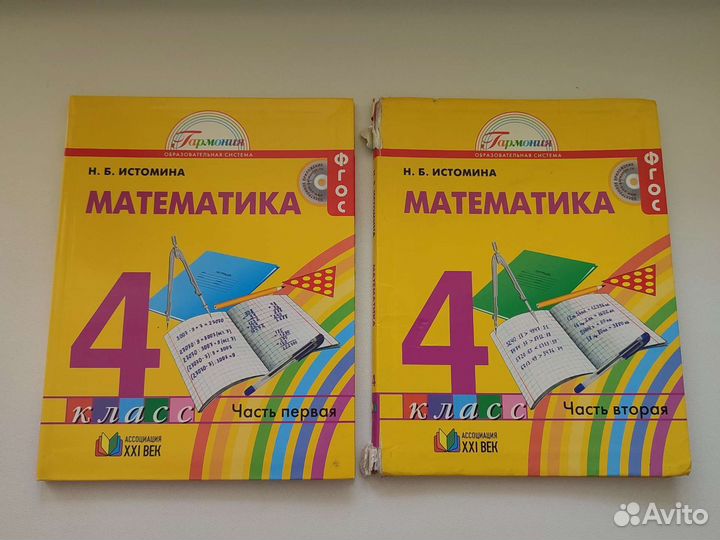 Гармония
ОБРАЗОВАТЕЛЬНАЯ СИСТЕМА
Н. Б. ИСТОМИНА
ФГОС
МАТЕМАТИКА
4
класс
Часть первая
АССОЦИАЦИЯ
XXI ВЕК
Гармония
ОБРАЗОВАТЕЛЬНАЯ СИСТЕМА
Н. Б. ИСТОМИНА
ФГОС
МАТЕМАТИКА
МАТЕМАТИКА
4
класс
Часть вторая
АССОЦИАЦИЯ
XXI ВЕК
Avito